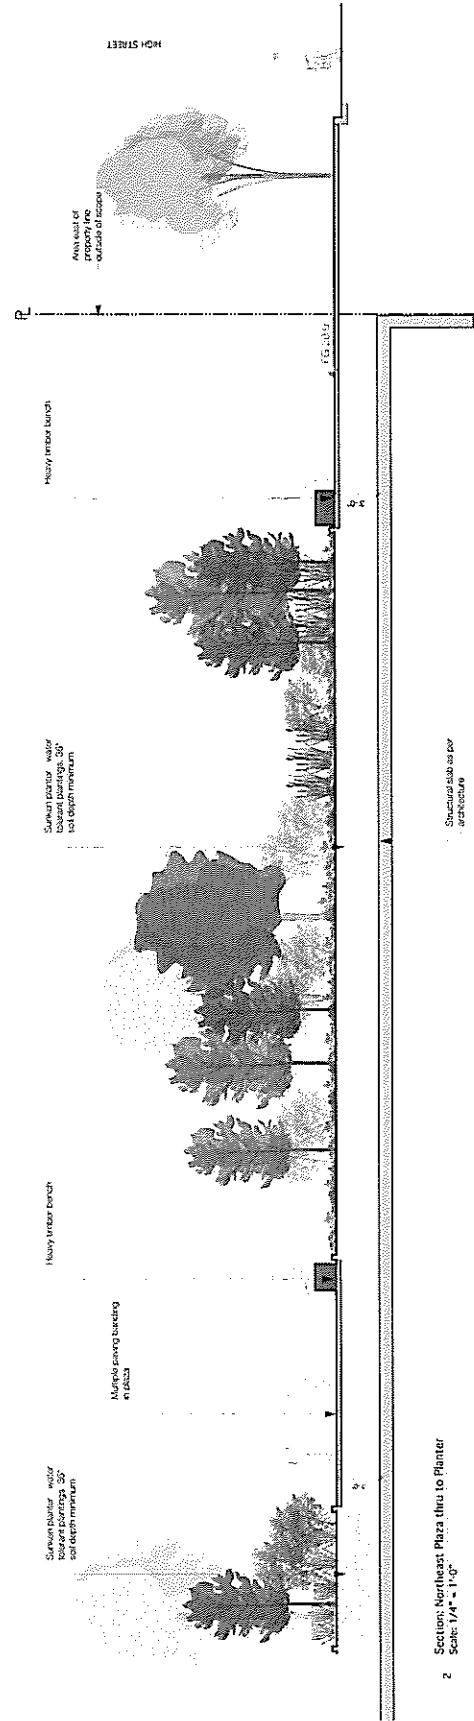 Sunken planter water
tolerant plantings. 36"
soil depth minimum
Multiple paving banding
in plaza
Heavy timber bench
Sunken planter water
tolerant plantings. 36"
soil depth minimum
Heavy timber bench
Area east of
property line
outside of scope
HIGH STREET
PL
Structural slab as per
architecture
2
Section: Northeast Plaza thru to Planter
Scale: 1/4" = 1'-0"